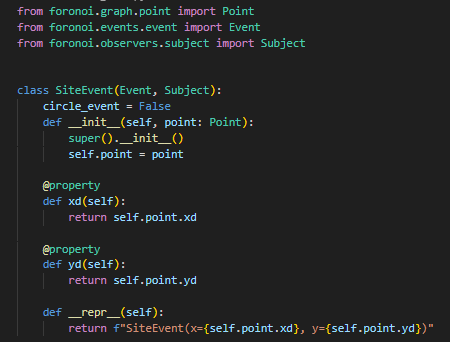 from foronoi.graph.point import Point
from foronoi.events.event import Event
from foronoi.observers.subject import Subject
class SiteEvent(Event, Subject):
    circle_event = False
    def __init__(self, point: Point):
        super().__init__()
        self.point = point
    @property
    def xd(self):
        return self.point.xd
    @property
    def yd(self):
        return self.point.yd
    def __repr__(self):
        return f"SiteEvent(x={self.point.xd}, y={self.point.yd})"